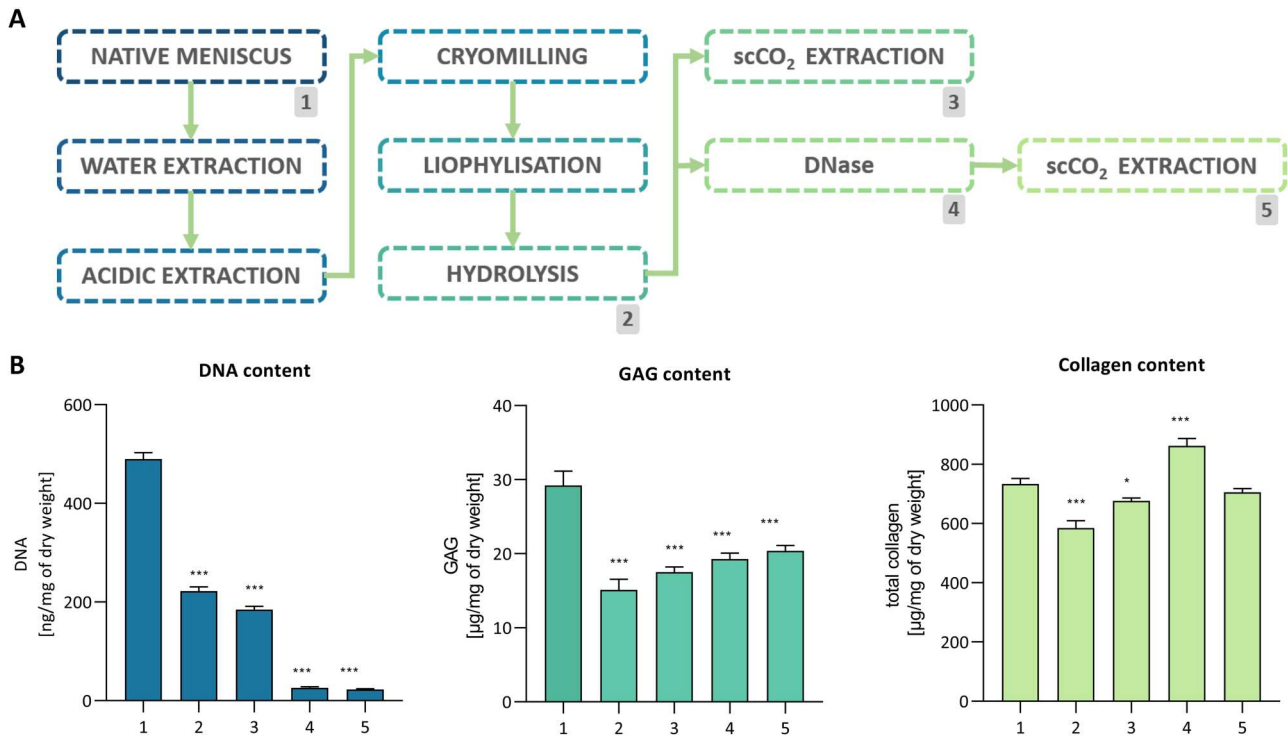 A
NATIVE MENISCUS
1
WATER EXTRACTION
ACIDIC EXTRACTION
CRYOMILLING
LIOPHYLISATION
HYDROLYSIS
2
scCO₂ EXTRACTION
3
DNase
4
scCO₂ EXTRACTION
5
B
DNA content
DNA
[ng/mg of dry weight]
600
400
200
0
***
***
***
***
1 2 3 4 5
GAG content
GAG
[µg/mg of dry weight]
40
30
20
10
0
***
***
***
***
1 2 3 4 5
Collagen content
total collagen
[µg/mg of dry weight]
1000
800
600
400
200
0
***
*
***
1 2 3 4 5